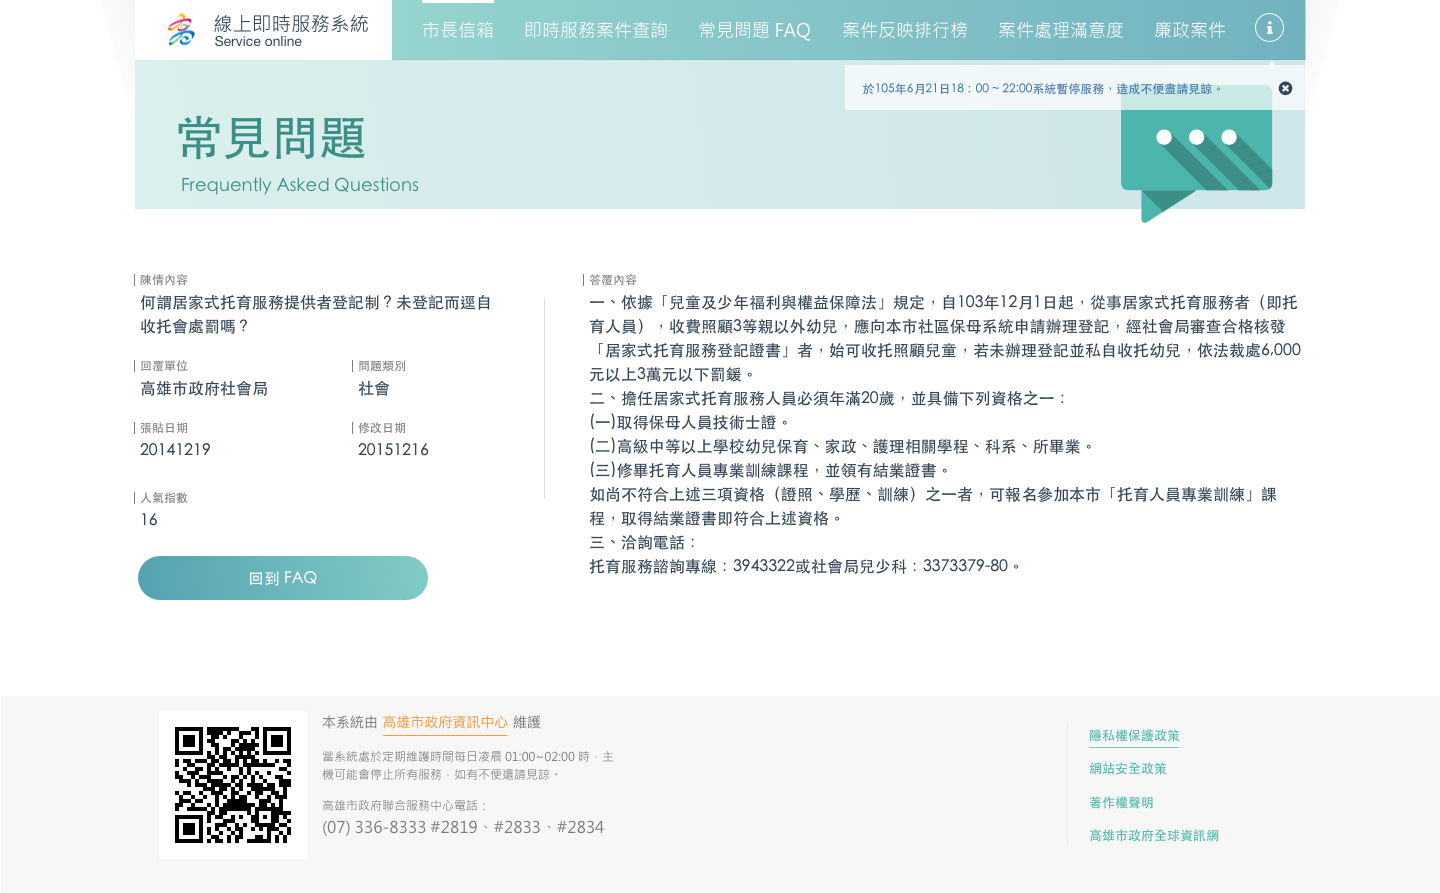 線上即時服務系統
Service online
市長信箱
即時服務案件查詢
常見問題 FAQ
案件反映排行榜
案件處理滿意度
廉政案件
於105年6月21日18：00 ~ 22:00系統暫停服務，造成不便盡請見諒。
常見問題
Frequently Asked Questions
陳情內容
何謂居家式托育服務提供者登記制？未登記而逕自
收托會處罰嗎？
回覆單位
問題類別
高雄市政府社會局
社會
張貼日期
修改日期
20141219
20151216
人氣指數
16
回到 FAQ
答覆內容
一、依據「兒童及少年福利與權益保障法」規定，自103年12月1日起，從事居家式托育服務者（即托
育人員），收費照顧3等親以外幼兒，應向本市社區保母系統申請辦理登記，經社會局審查合格核發
「居家式托育服務登記證書」者，始可收托照顧兒童，若未辦理登記並私自收托幼兒，依法裁處6,000
元以上3萬元以下罰鍰。
二、擔任居家式托育服務人員必須年滿20歲，並具備下列資格之一：
(一)取得保母人員技術士證。
(二)高級中等以上學校幼兒保育、家政、護理相關學程、科系、所畢業。
(三)修畢托育人員專業訓練課程，並領有結業證書。
如尚不符合上述三項資格（證照、學歷、訓練）之一者，可報名參加本市「托育人員專業訓練」課
程，取得結業證書即符合上述資格。
三、洽詢電話：
托育服務諮詢專線：3943322或社會局兒少科：3373379-80。
本系統由 高雄市政府資訊中心 維護
當系統處於定期維護時間每日凌晨 01:00~02:00 時，主
機可能會停止所有服務，如有不便還請見諒。
高雄市政府聯合服務中心電話：
(07) 336-8333 #2819、#2833、#2834
隱私權保護政策
網站安全政策
著作權聲明
高雄市政府全球資訊網